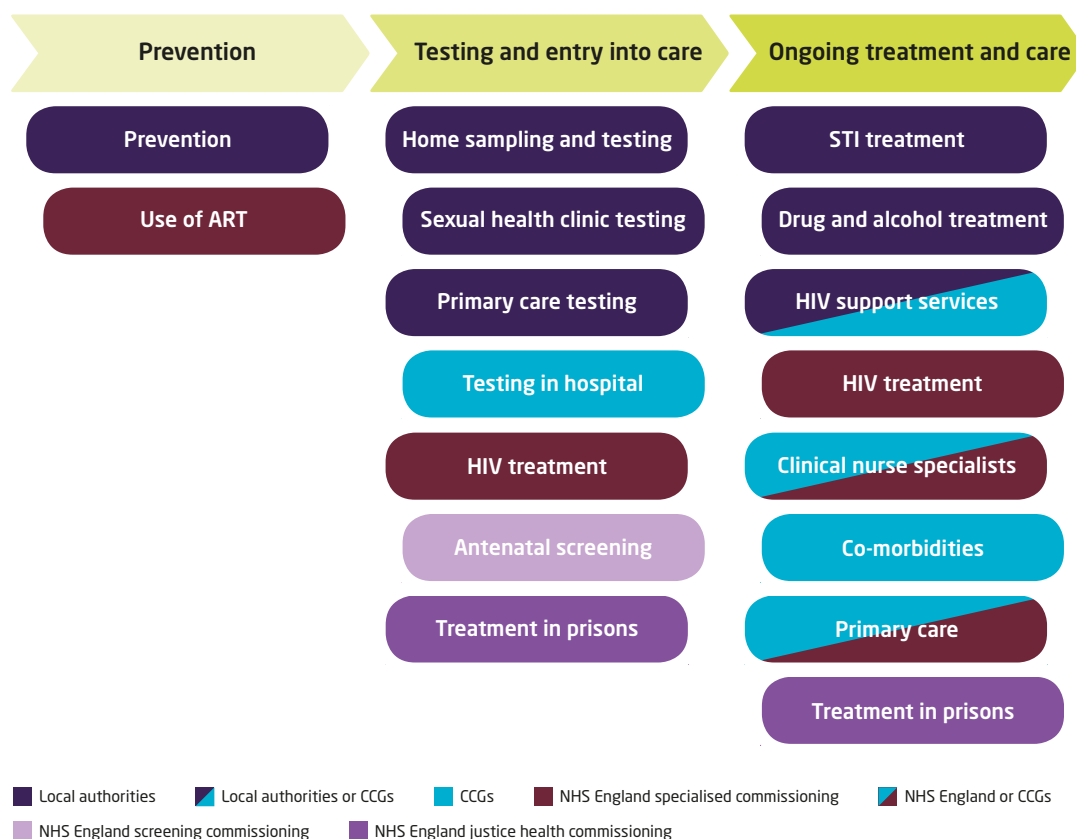 Prevention
Testing and entry into care
Ongoing treatment and care
Prevention
Use of ART
Home sampling and testing
Sexual health clinic testing
Primary care testing
Testing in hospital
HIV treatment
Antenatal screening
Treatment in prisons
STI treatment
Drug and alcohol treatment
HIV support services
HIV treatment
Clinical nurse specialists
Co-morbidities
Primary care
Treatment in prisons
Local authorities
Local authorities or CCGs
CCGs
NHS England specialised commissioning
NHS England or CCGs
NHS England screening commissioning
NHS England justice health commissioning